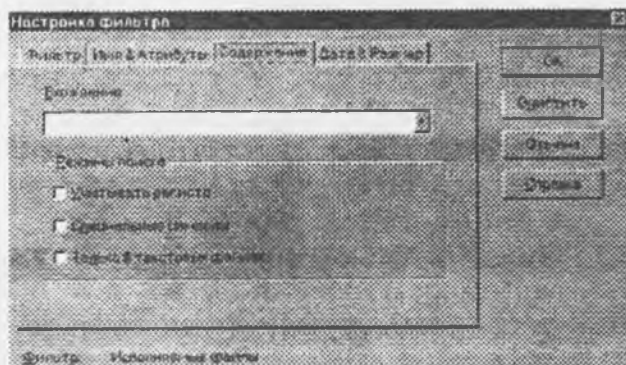 Настройка фильтра
Фильтр Имя & Атрибуты Содержание Дата & Размер
OK
Очистить
Отмена
Справка
Вхождение
Режимы поиска
Учитывать регистр
Специальные символы
Только в текстовых файлах
Фильтр: Исполняемые файлы